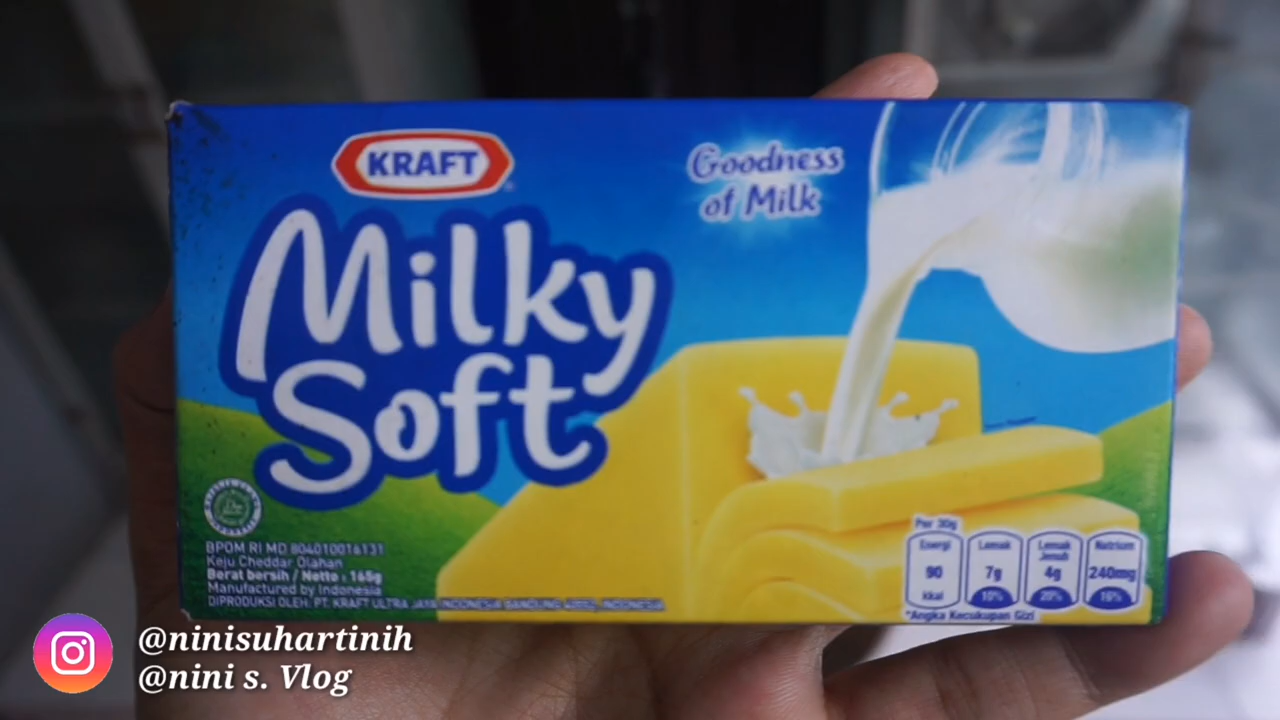 KRAFT
Milky
Soft
Goodness
of Milk
BPOM RI MD 804010016131
Keju Cheddar Olahan
Berat bersih / Netto : 165g
Manufactured by Indonesia
DIPRODUKSI OLEH: PT. KRAFT ULTRA JAYA INDONESIA BANDUNG INDONESIA
Per 30g
Energi Lemak Lemak Jenuh Natrium
90 7g 4g 240mg
kkal 10% 20% 16%
*Angka Kecukupan Gizi
@ninisuhartinih
@nini s. Vlog